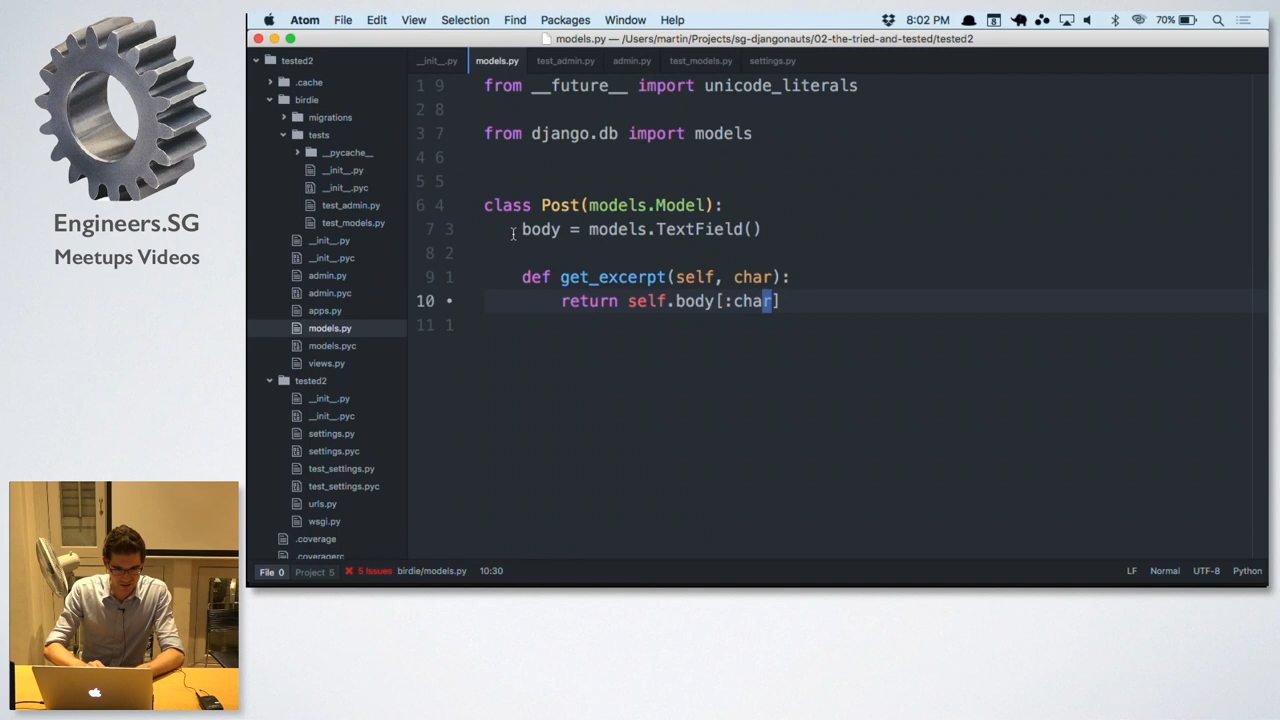 Engineers.SG
Meetups Videos
Atom File Edit View Selection Find Packages Window Help
8:02 PM 8 70%
models.py — /Users/martin/Projects/sg-djangonauts/02-the-tried-and-tested/tested2
tested2
.cache
birdie
migrations
tests
__pycache__
__init__.py
__init__.pyc
test_admin.py
test_models.py
__init__.py
__init__.pyc
admin.py
admin.pyc
apps.py
models.py
models.pyc
views.py
tested2
__init__.py
__init__.pyc
settings.py
settings.pyc
test_settings.py
test_settings.pyc
urls.py
wsgi.py
.coverage
.coveragerc
__init__.py models.py test_admin.py admin.py test_models.py settings.py
1 9 from __future__ import unicode_literals
2 8
3 7 from django.db import models
4 6
5 5
6 4 class Post(models.Model):
7 3 body = models.TextField()
8 2
9 1 def get_excerpt(self, char):
10 • return self.body[:char]
11 1
File 0 Project 5 5 Issues birdie/models.py 10:30 LF Normal UTF-8 Python